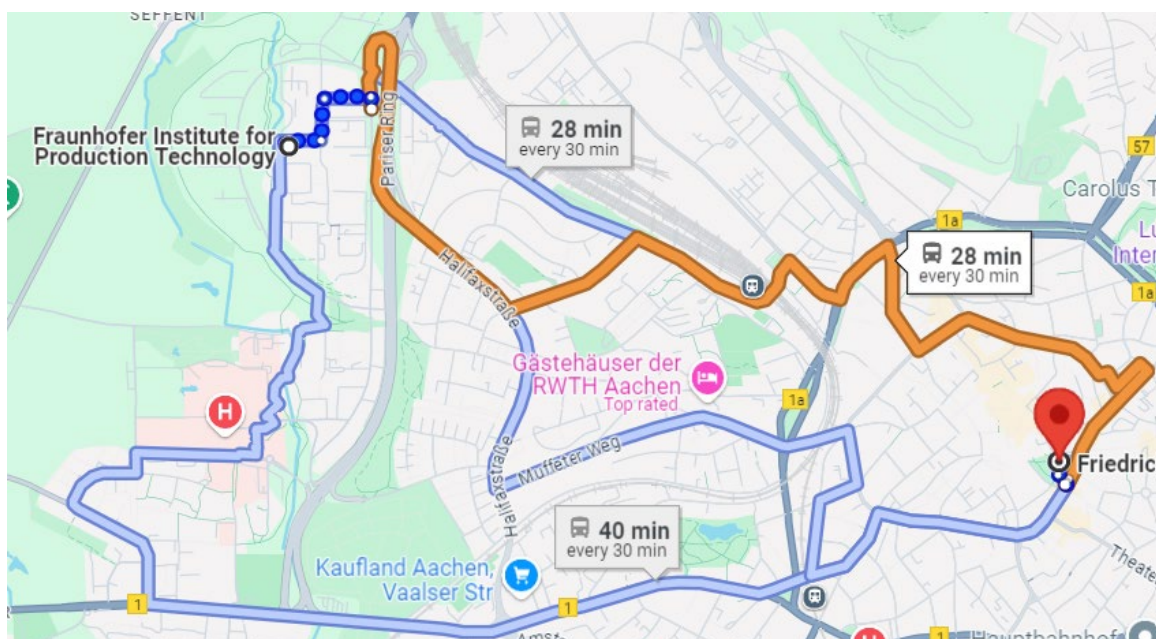 SEFFENT
Fraunhofer Institute for
Production Technology
Pariser Ring
28 min
every 30 min
57
Carolus T
1a
Lu
Inter
28 min
every 30 min
1a
Halifaxstraße
Gästehäuser der
RWTH Aachen
Top rated
1a
H
Halifaxstraße
Muffeter Weg
Friedric
40 min
every 30 min
Kaufland Aachen,
Vaalser Str
Theate
1
1
Amst
H
Hauptbahnhof